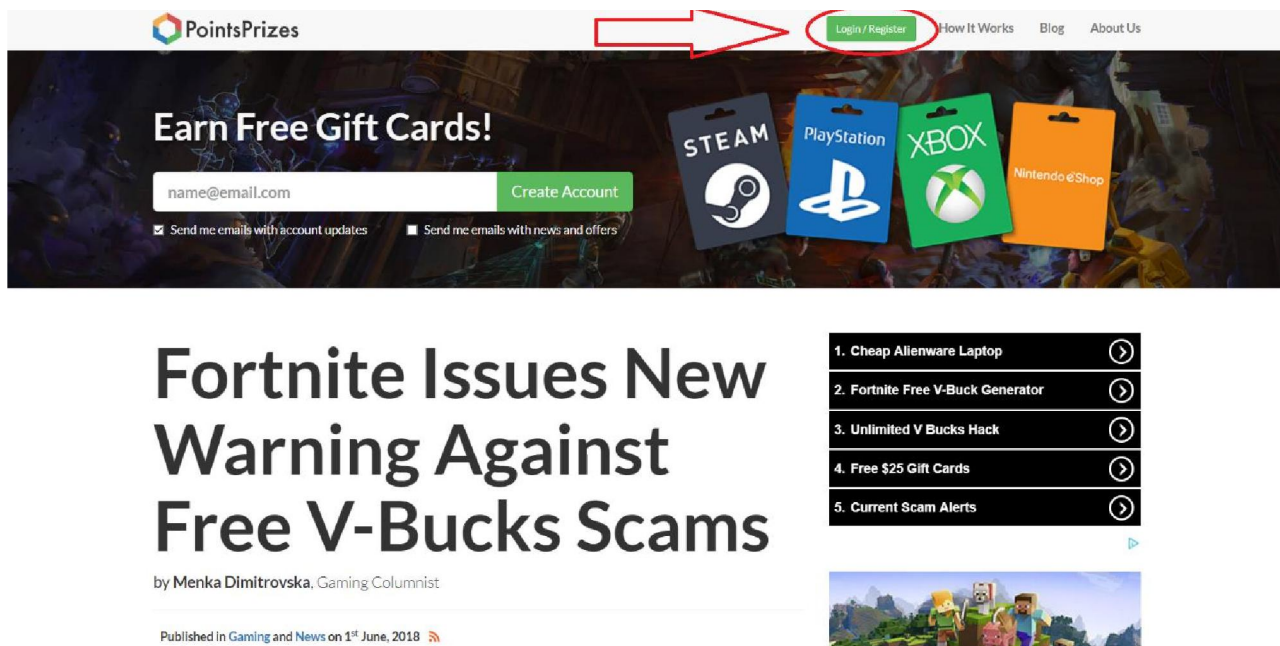 PointsPrizes
Login / Register
How It Works
Blog
About Us
Earn Free Gift Cards!
name@email.com
Create Account
Send me emails with account updates
Send me emails with news and offers
STEAM
PlayStation
XBOX
Nintendo eShop
Fortnite Issues New
Warning Against
Free V-Bucks Scams
by Menka Dimitrovska, Gaming Columnist
Published in Gaming and News on 1st June, 2018
1. Cheap Alienware Laptop
2. Fortnite Free V-Buck Generator
3. Unlimited V Bucks Hack
4. Free $25 Gift Cards
5. Current Scam Alerts